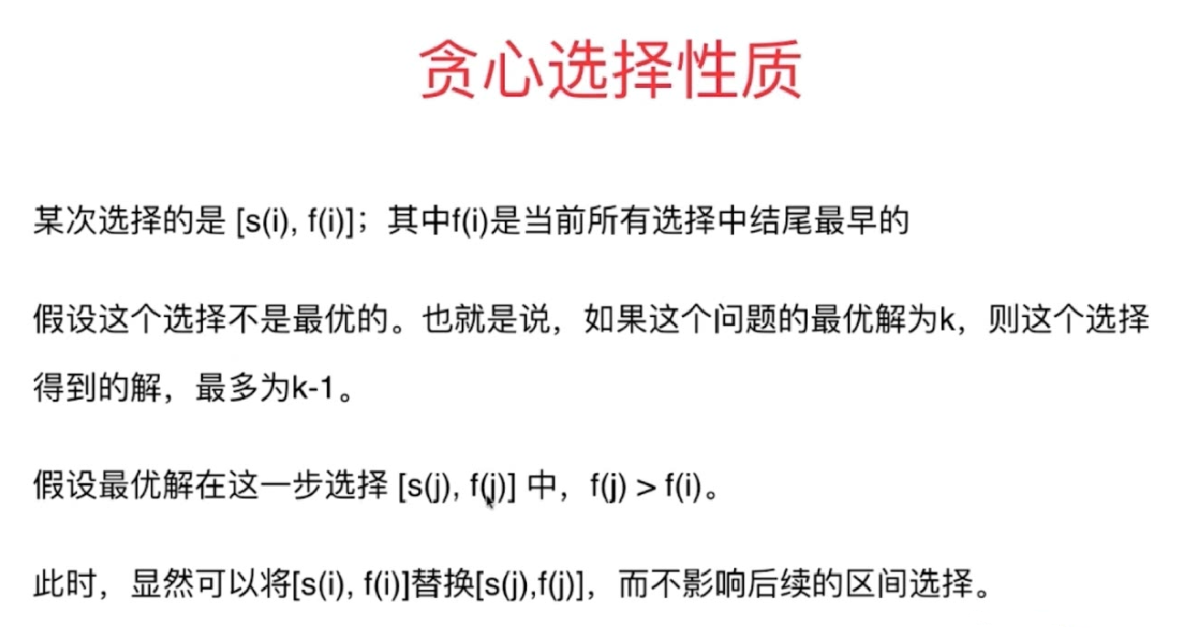 贪心选择性质
某次选择的是 [s(i), f(i)]；其中f(i)是当前所有选择中结尾最早的
假设这个选择不是最优的。也就是说，如果这个问题的最优解为k，则这个选择
得到的解，最多为k-1。
假设最优解在这一步选择 [s(j), f(j)] 中，f(j) > f(i)。
此时，显然可以将[s(i), f(i)]替换[s(j),f(j)]，而不影响后续的区间选择。